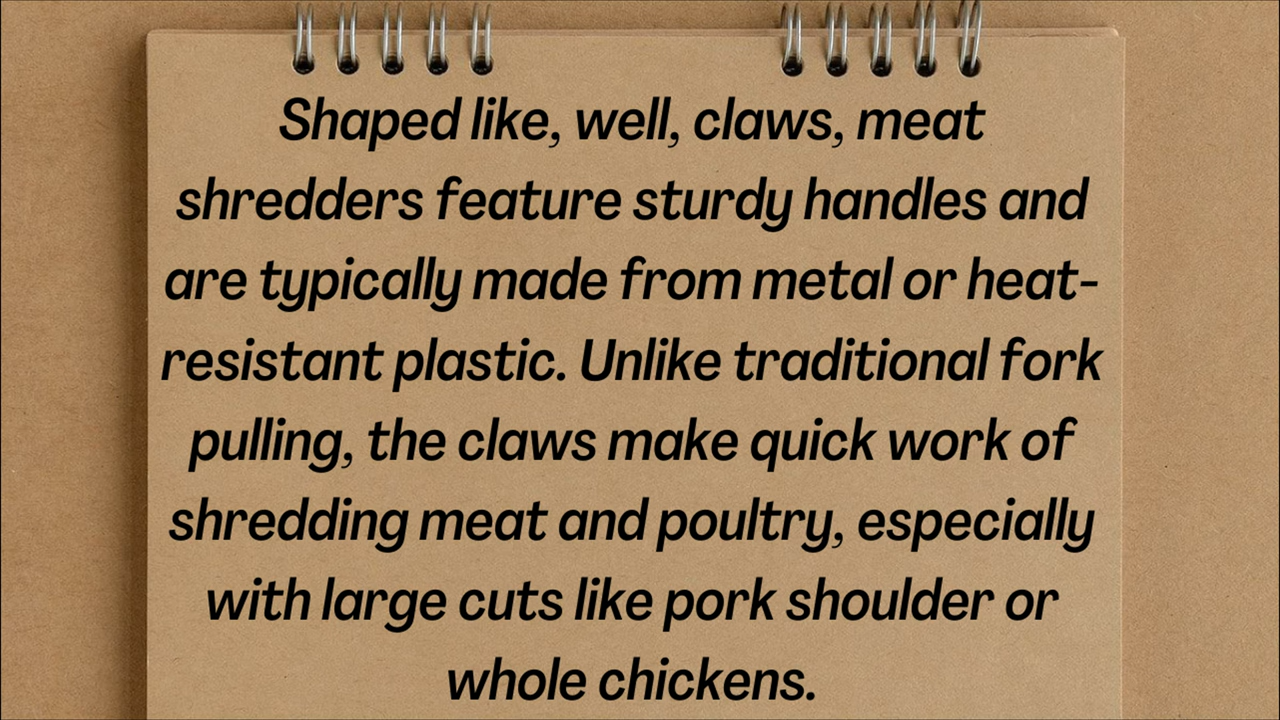 Shaped like, well, claws, meat
shredders feature sturdy handles and
are typically made from metal or heat-
resistant plastic. Unlike traditional fork
pulling, the claws make quick work of
shredding meat and poultry, especially
with large cuts like pork shoulder or
whole chickens.